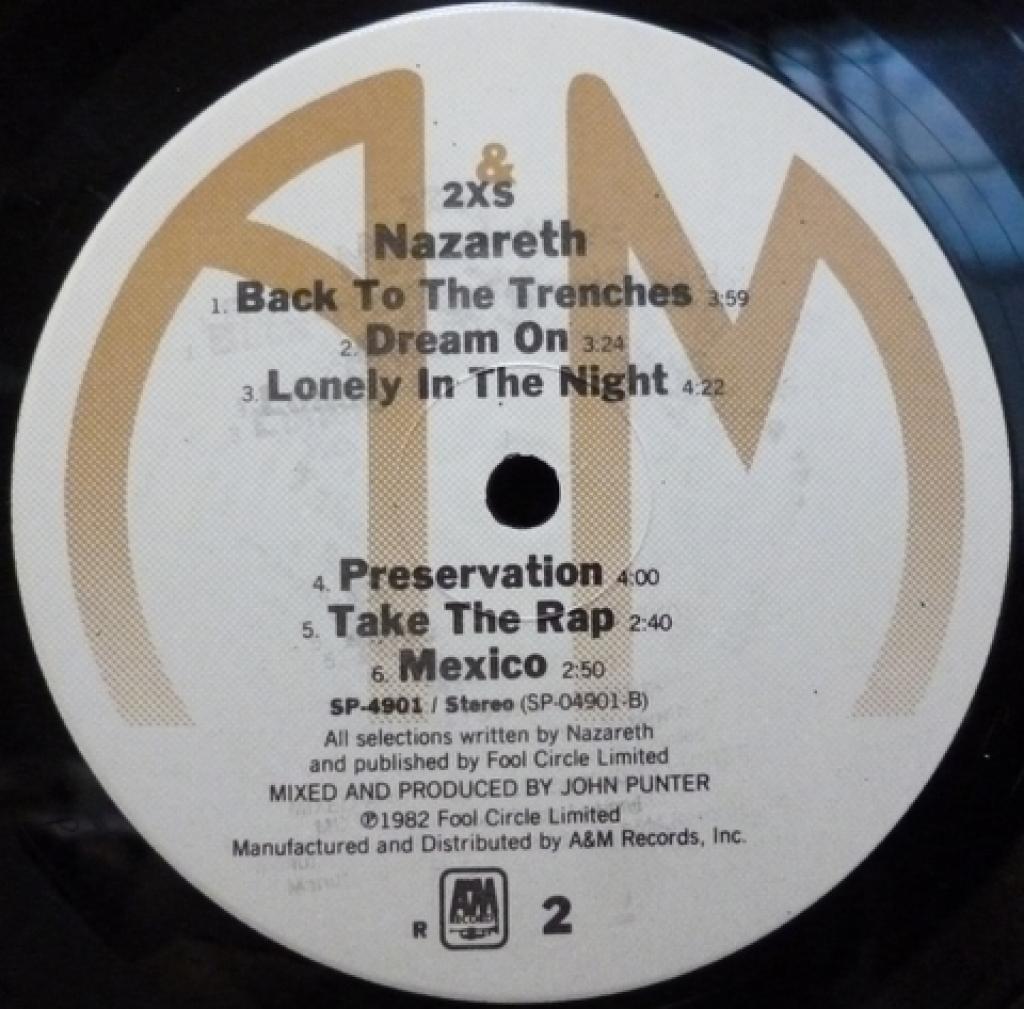 A&M
2XS
Nazareth
1. Back To The Trenches 3:59
2. Dream On 3:24
3. Lonely In The Night 4:22
4. Preservation 4:00
5. Take The Rap 2:40
6. Mexico 2:50
SP-4901 / Stereo (SP-04901-B)
All selections written by Nazareth
and published by Fool Circle Limited
MIXED AND PRODUCED BY JOHN PUNTER
℗1982 Fool Circle Limited
Manufactured and Distributed by A&M Records, Inc.
R A&M RECORDS 2